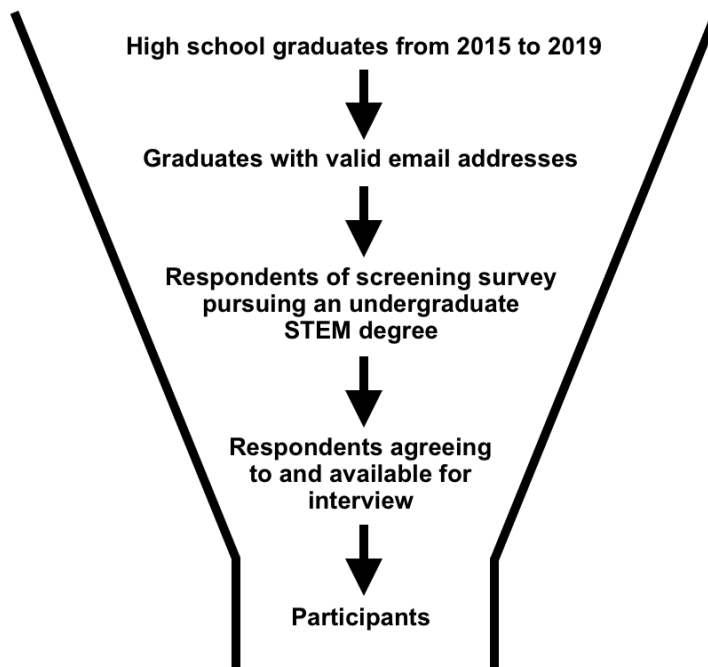 High school graduates from 2015 to 2019
Graduates with valid email addresses
Respondents of screening survey
pursuing an undergraduate
STEM degree
Respondents agreeing
to and available for
interview
Participants